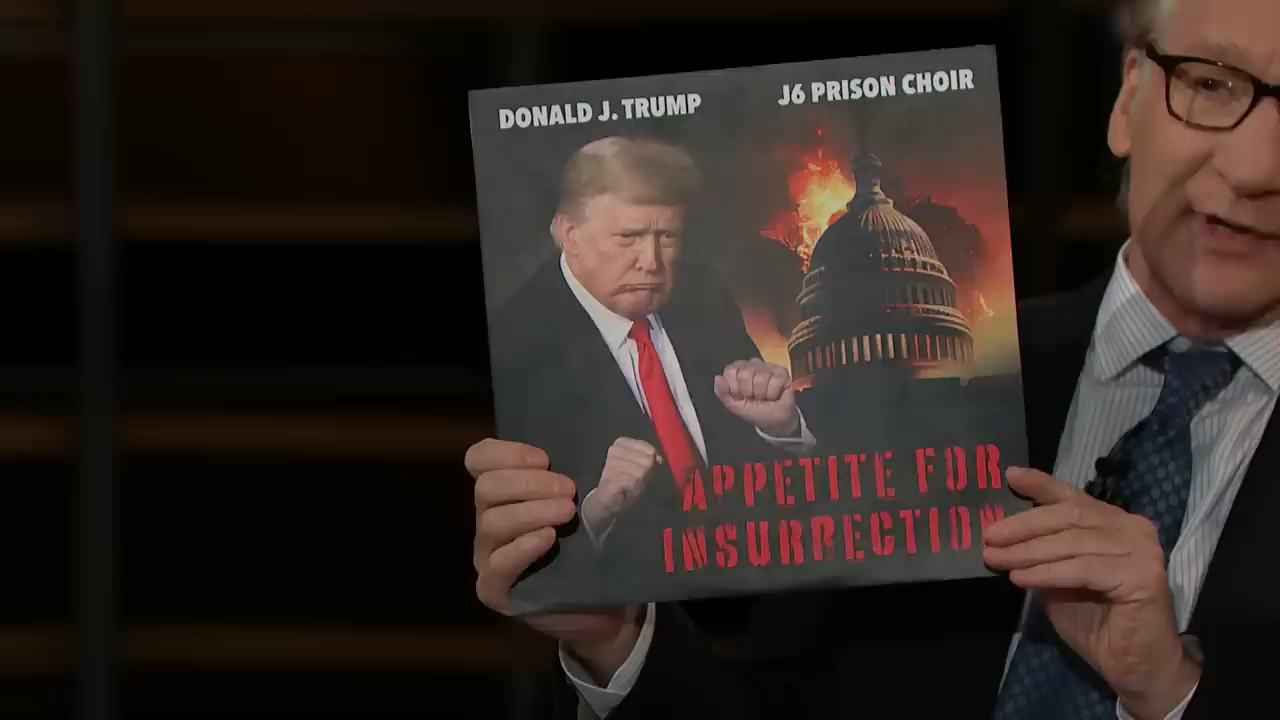 DONALD J. TRUMP
J6 PRISON CHOIR
APPETITE FOR
INSURRECTION